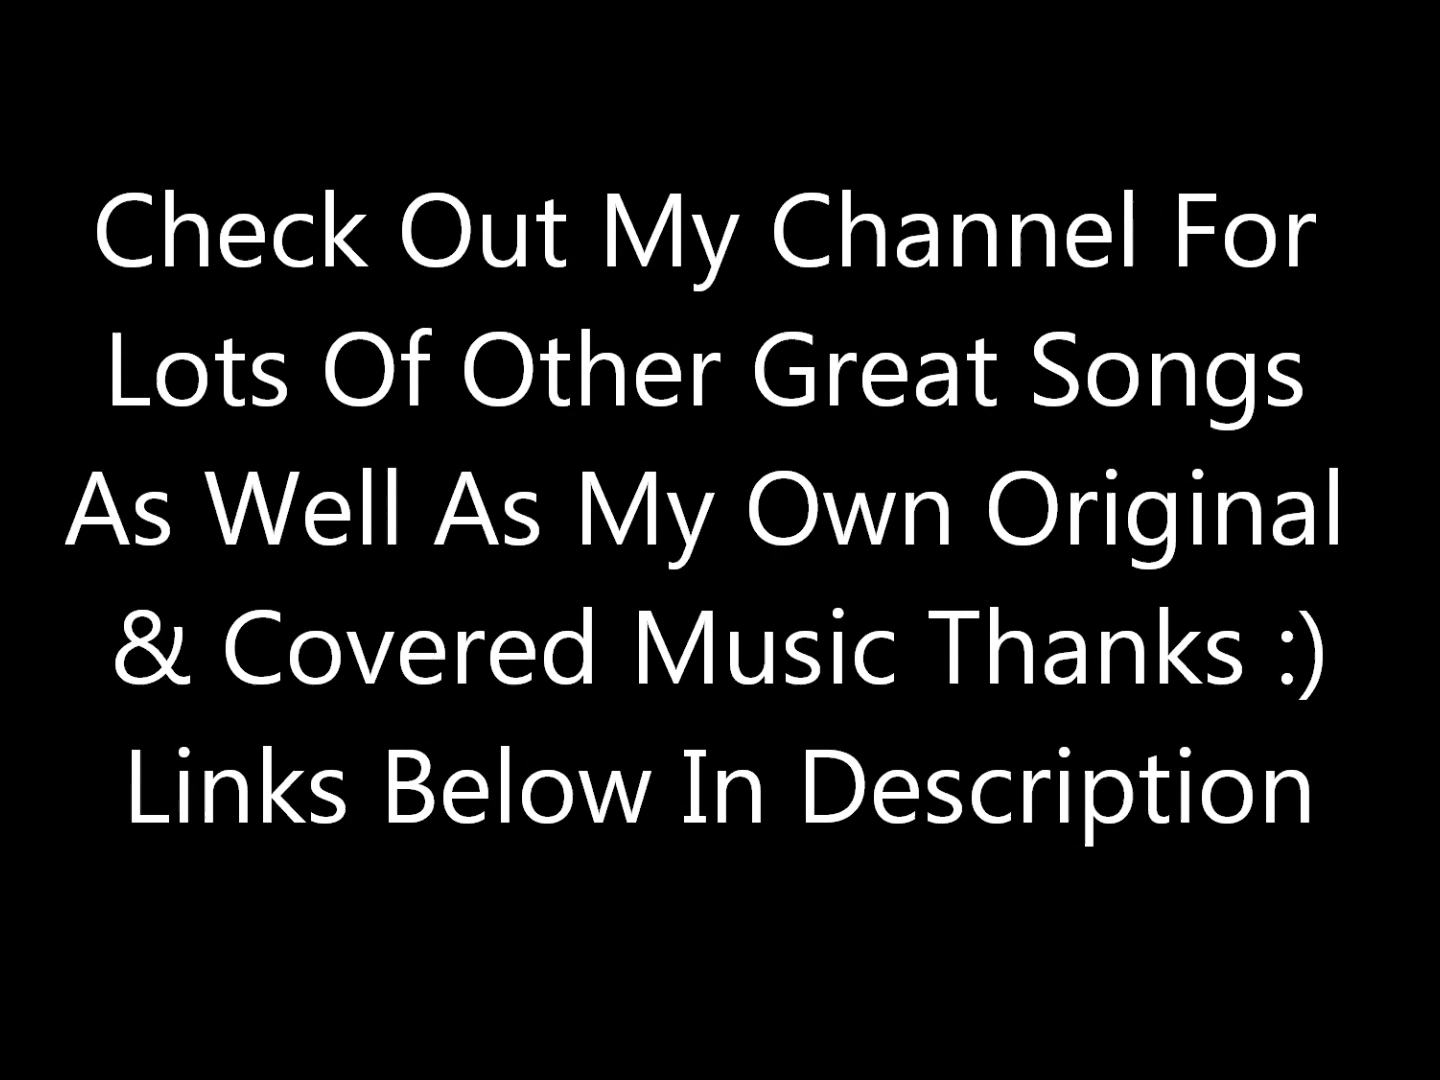 Check Out My Channel For
Lots Of Other Great Songs
As Well As My Own Original
& Covered Music Thanks :)
Links Below In Description